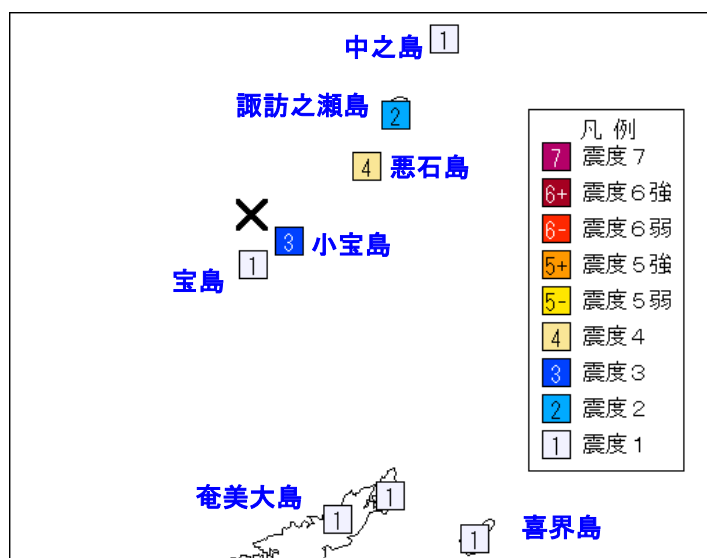 中之島 1
諏訪之瀬島 2
4 悪石島
3 小宝島
宝島 1
凡例
7 震度7
6+ 震度6強
6- 震度6弱
5+ 震度5強
5- 震度5弱
4 震度4
3 震度3
2 震度2
1 震度1
奄美大島 1 1
1 喜界島